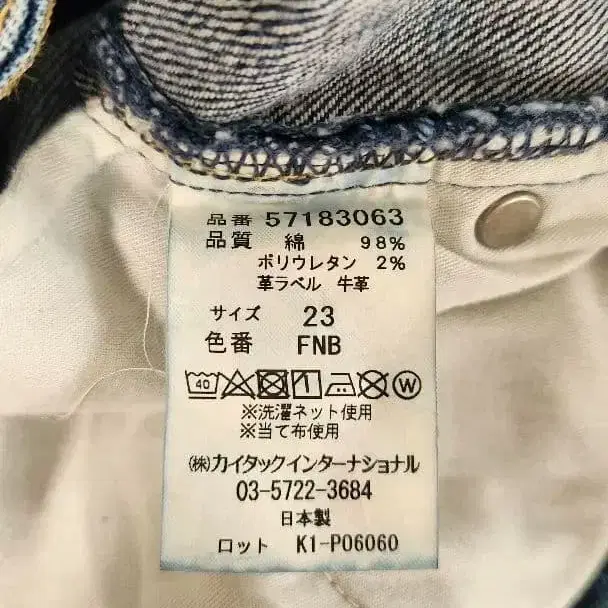 品番 57183063
品質 綿 98%
ポリウレタン 2%
革ラベル 牛革
サイズ 23
色番 FNB
40 W
※洗濯ネット使用
※当て布使用
㈱カイタックインターナショナル
03-5722-3684
日本製
ロット K1-P06060